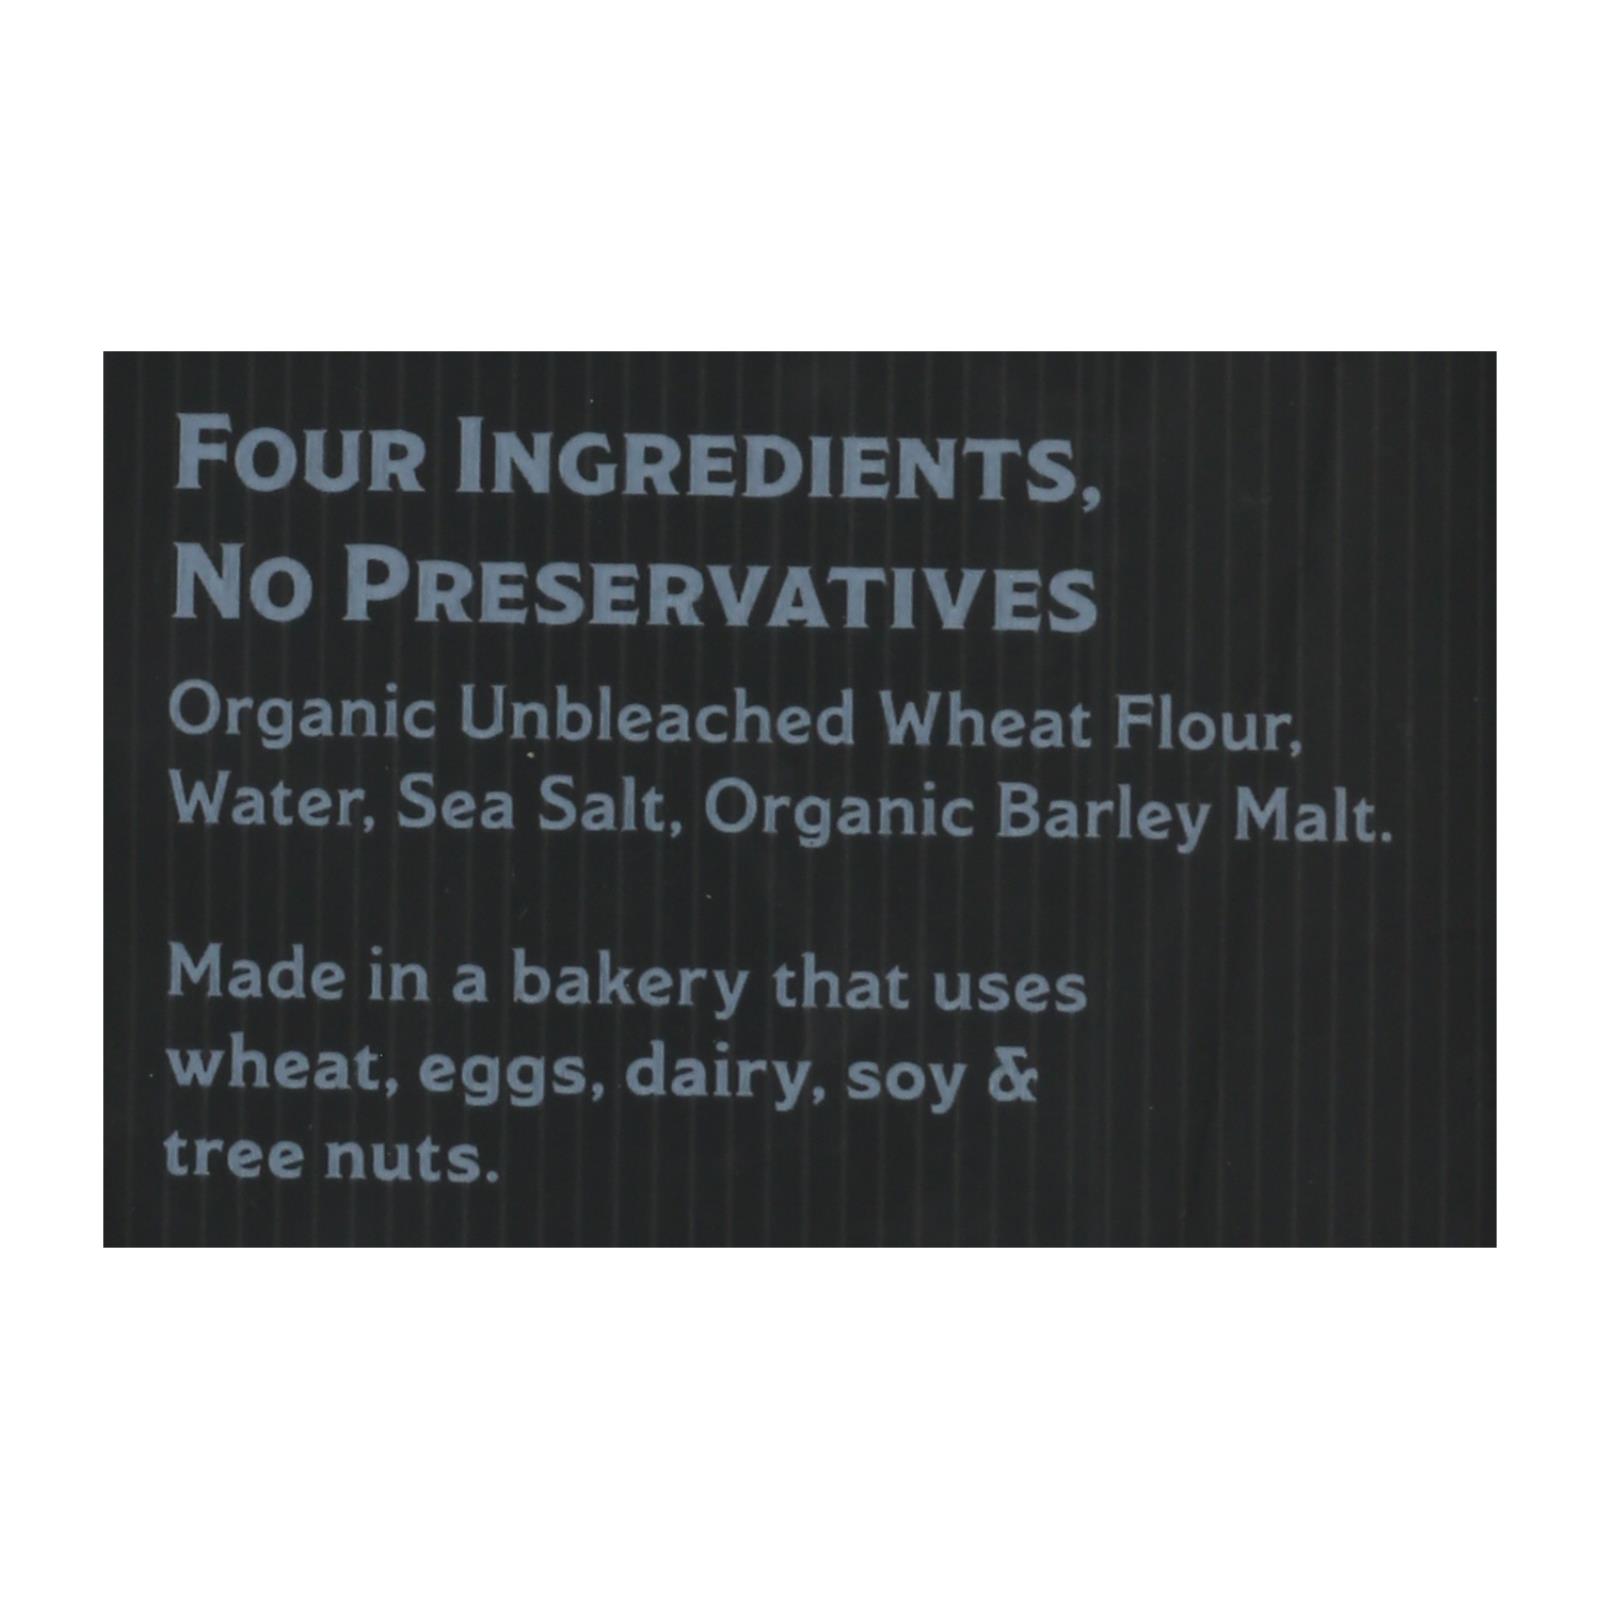 Four Ingredients,
No Preservatives
Organic Unbleached Wheat Flour,
Water, Sea Salt, Organic Barley Malt.
Made in a bakery that uses
wheat, eggs, dairy, soy &
tree nuts.